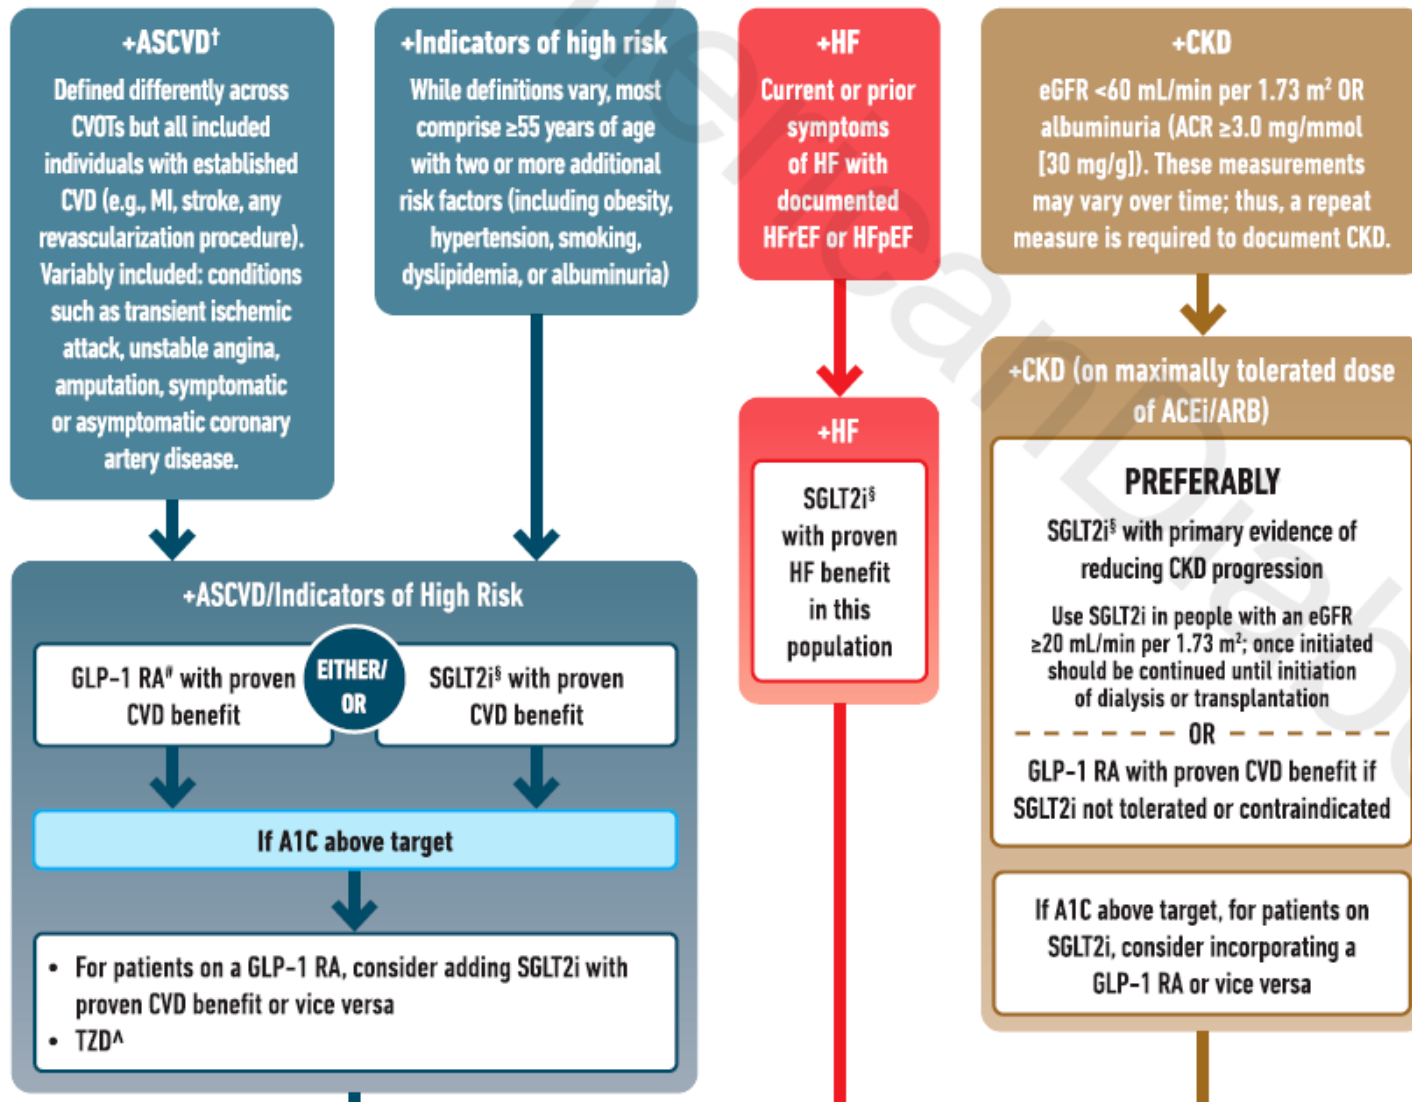 +ASCVD†
Defined differently across
CVOTs but all included
individuals with established
CVD (e.g., MI, stroke, any
revascularization procedure).
Variably included: conditions
such as transient ischemic
attack, unstable angina,
amputation, symptomatic
or asymptomatic coronary
artery disease.
+Indicators of high risk
While definitions vary, most
comprise ≥55 years of age
with two or more additional
risk factors (including obesity,
hypertension, smoking,
dyslipidemia, or albuminuria)
+ASCVD/Indicators of High Risk
GLP-1 RA# with proven
CVD benefit
EITHER/
OR
SGLT2i§ with proven
CVD benefit
If A1C above target
• For patients on a GLP-1 RA, consider adding SGLT2i with
proven CVD benefit or vice versa
• TZD^
+HF
Current or prior
symptoms
of HF with
documented
HFrEF or HFpEF
+HF
SGLT2i§
with proven
HF benefit
in this
population
+CKD
eGFR <60 mL/min per 1.73 m² OR
albuminuria (ACR ≥3.0 mg/mmol
[30 mg/g]). These measurements
may vary over time; thus, a repeat
measure is required to document CKD.
+CKD (on maximally tolerated dose
of ACEi/ARB)
PREFERABLY
SGLT2i§ with primary evidence of
reducing CKD progression
Use SGLT2i in people with an eGFR
≥20 mL/min per 1.73 m²; once initiated
should be continued until initiation
of dialysis or transplantation
OR
GLP-1 RA with proven CVD benefit if
SGLT2i not tolerated or contraindicated
If A1C above target, for patients on
SGLT2i, consider incorporating a
GLP-1 RA or vice versa